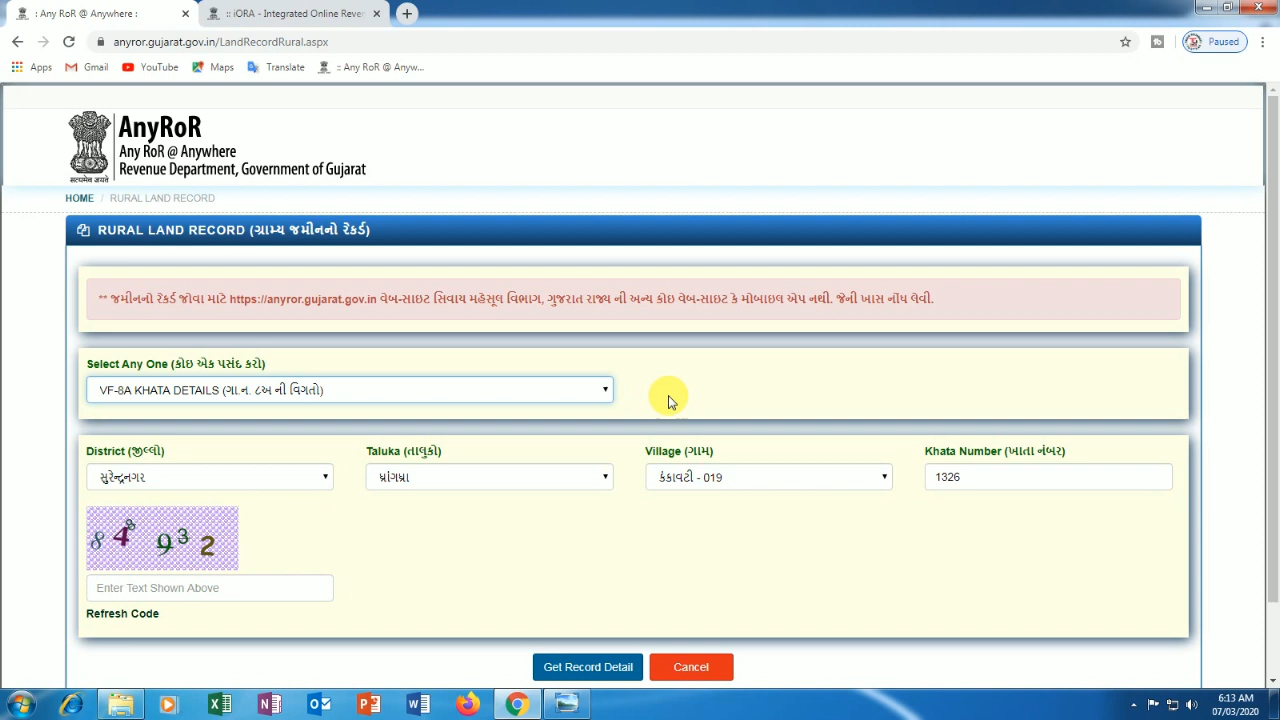 : Any RoR @ Anywhere :
:: iORA - Integrated Online Rever
anyror.gujarat.gov.in/LandRecordRural.aspx
Paused
Apps
Gmail
YouTube
Maps
Translate
:: Any RoR @ Anyw...
AnyRoR
Any RoR @ Anywhere
Revenue Department, Government of Gujarat
सत्यमेव जयते
HOME / RURAL LAND RECORD
RURAL LAND RECORD (ગ્રામ્ય જમીનનો રેકર્ડ)
** જમીનનો રેકર્ડ જોવા માટે https://anyror.gujarat.gov.in વેબ-સાઇટ સિવાય મહેસૂલ વિભાગ, ગુજરાત રાજ્ય ની અન્ય કોઇ વેબ-સાઇટ કે મોબાઇલ એપ નથી. જેની ખાસ નોંધ લેવી.
Select Any One (કોઇ એક પસંદ કરો)
VF-8A KHATA DETAILS (ગા.ન. ૮અ ની વિગતો)
District (જીલ્લો) Taluka (તાલુકો) Village (ગામ) Khata Number (ખાતા નંબર)
સુરેન્દ્રનગર ધ્રાંગધ્રા કંકાવટી - 019 1326
8 4 8 9 3 2
Enter Text Shown Above
Refresh Code
Get Record Detail Cancel
6:13 AM
07/03/2020